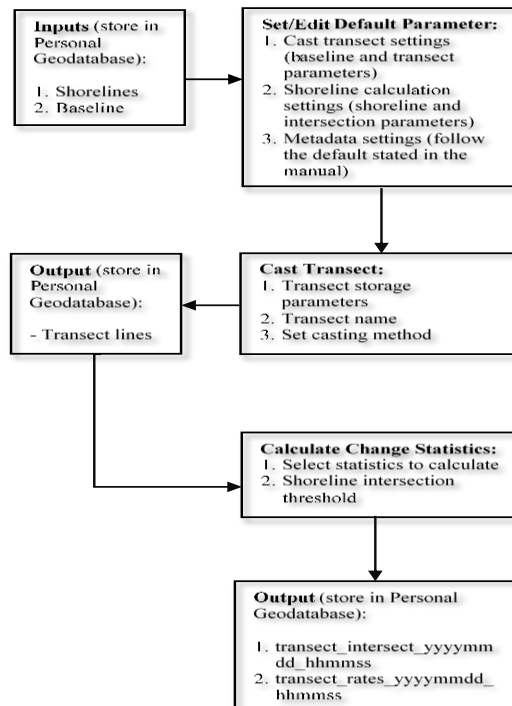 Inputs (store in
Personal
Geodatabase):
1. Shorelines
2. Baseline
Set/Edit Default Parameter:
1. Cast transect settings
(baseline and transect
parameters)
2. Shoreline calculation
settings (shoreline and
intersection parameters)
3. Metadata settings (follow
the default stated in the
manual)
Output (store in
Personal
Geodatabase):
- Transect lines
Cast Transect:
1. Transect storage
parameters
2. Transect name
3. Set casting method
Calculate Change Statistics:
1. Select statistics to calculate
2. Shoreline intersection
threshold
Output (store in Personal
Geodatabase):
1. transect_intersect_yyyymm
dd_hhmmss
2. transect_rates_yyyymmdd_
hhmmss